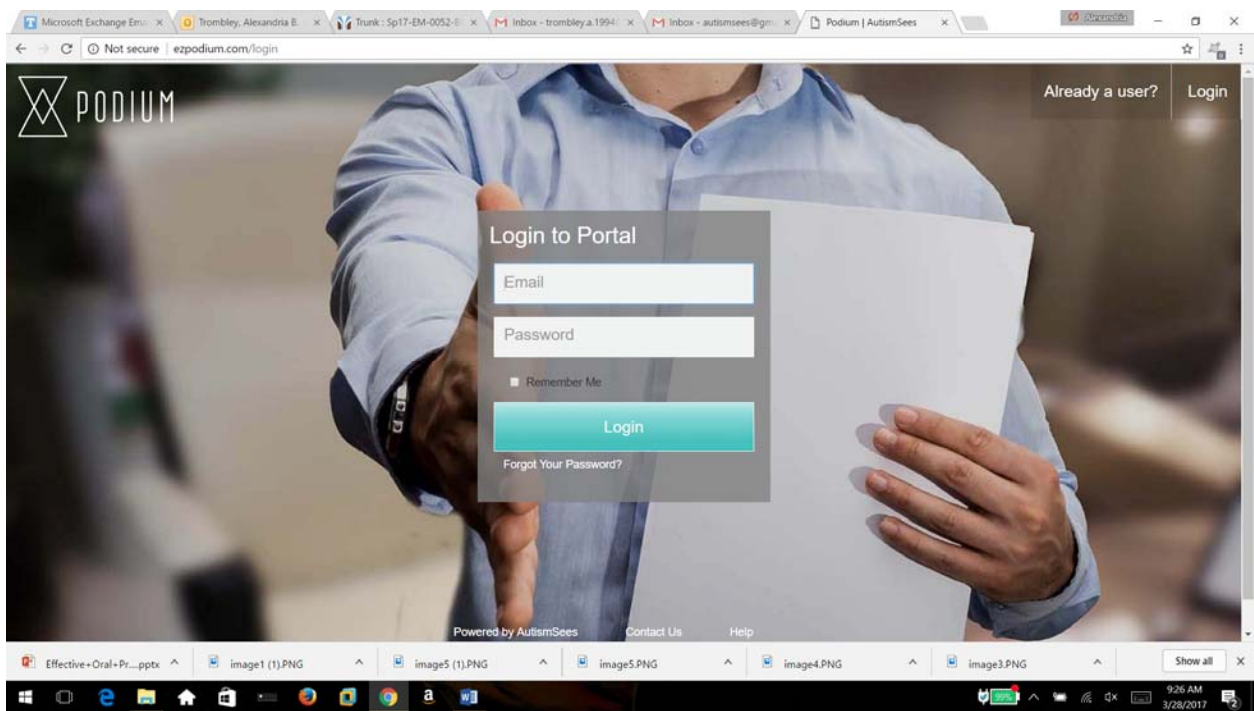 Microsoft Exchange Ema
Trombley, Alexandria B.
Trunk : Sp17-EM-0052-
Inbox - trombley.a.1994
Inbox - autismsees@gm
Podium | AutismSees
Alexandria
Not secure | ezpodium.com/login
PODIUM
Already a user? Login
Login to Portal
Email
Password
Remember Me
Login
Forgot Your Password?
Powered by AutismSees Contact Us Help
Effective+Oral+Pr....pptx
image1 (1).PNG
image5 (1).PNG
image5.PNG
image4.PNG
image3.PNG
Show all
99%
9:26 AM
3/28/2017